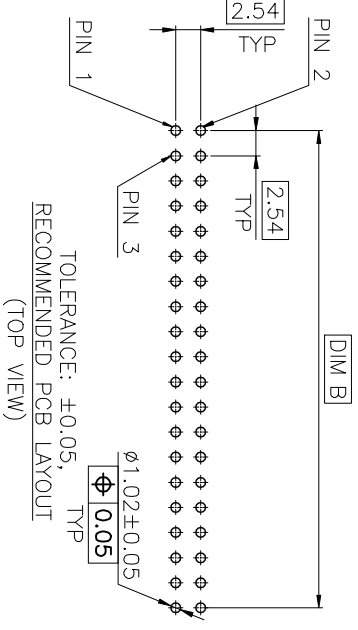 2.54
TYP
PIN 2
PIN 1
2.54
TYP
PIN 3
DIM B
Ø1.02±0.05
⌖ 0.05
TYP
TOLERANCE: ±0.05,
RECOMMENDED PCB LAYOUT
(TOP VIEW)